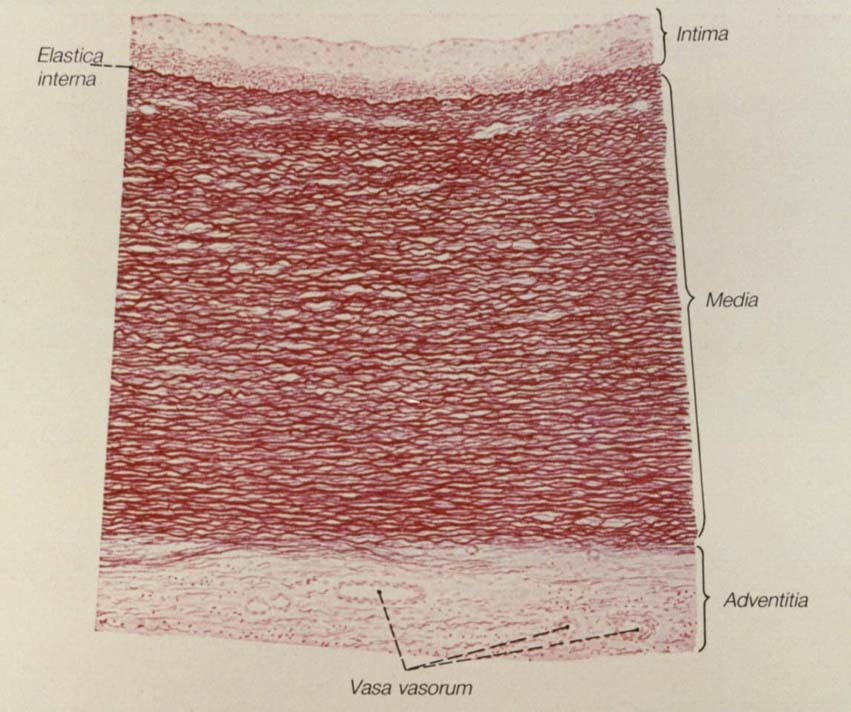 Intima
Elastica
interna
Media
Adventitia
Vasa vasorum